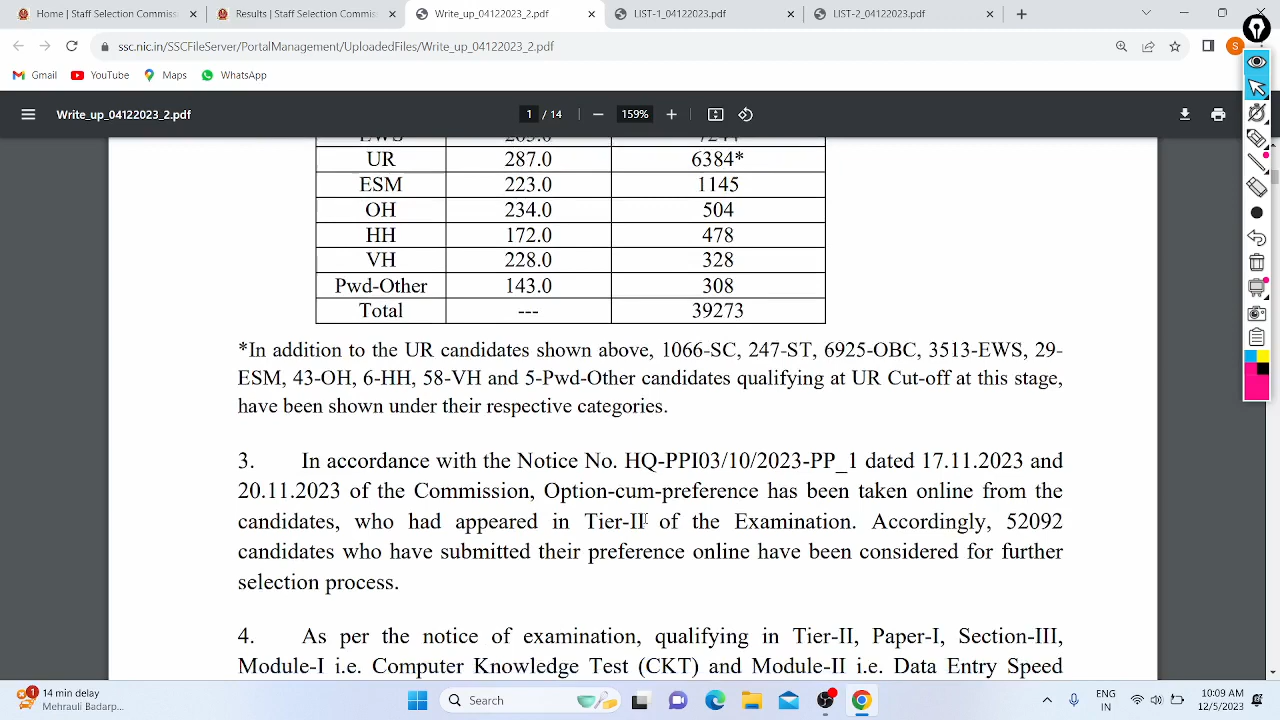 Home | Staff Selection Commiss
Results | Staff Selection Commiss
Write_up_04122023_2.pdf
LIST-1_04122023.pdf
LIST-2_04122023.pdf
ssc.nic.in/SSCFileServer/PortalManagement/UploadedFiles/Write_up_04122023_2.pdf
S
Gmail
YouTube
Maps
WhatsApp
Write_up_04122023_2.pdf
1 / 14
159%
EWS
UR 287.0 6384*
ESM 223.0 1145
OH 234.0 504
HH 172.0 478
VH 228.0 328
Pwd-Other 143.0 308
Total --- 39273
*In addition to the UR candidates shown above, 1066-SC, 247-ST, 6925-OBC, 3513-EWS, 29-
ESM, 43-OH, 6-HH, 58-VH and 5-Pwd-Other candidates qualifying at UR Cut-off at this stage,
have been shown under their respective categories.
3. In accordance with the Notice No. HQ-PPI03/10/2023-PP_1 dated 17.11.2023 and
20.11.2023 of the Commission, Option-cum-preference has been taken online from the
candidates, who had appeared in Tier-II of the Examination. Accordingly, 52092
candidates who have submitted their preference online have been considered for further
selection process.
4. As per the notice of examination, qualifying in Tier-II, Paper-I, Section-III,
Module-I i.e. Computer Knowledge Test (CKT) and Module-II i.e. Data Entry Speed
1
14 min delay
Mehrauli Badarp...
Search
ENG
IN
10:09 AM
12/5/2023